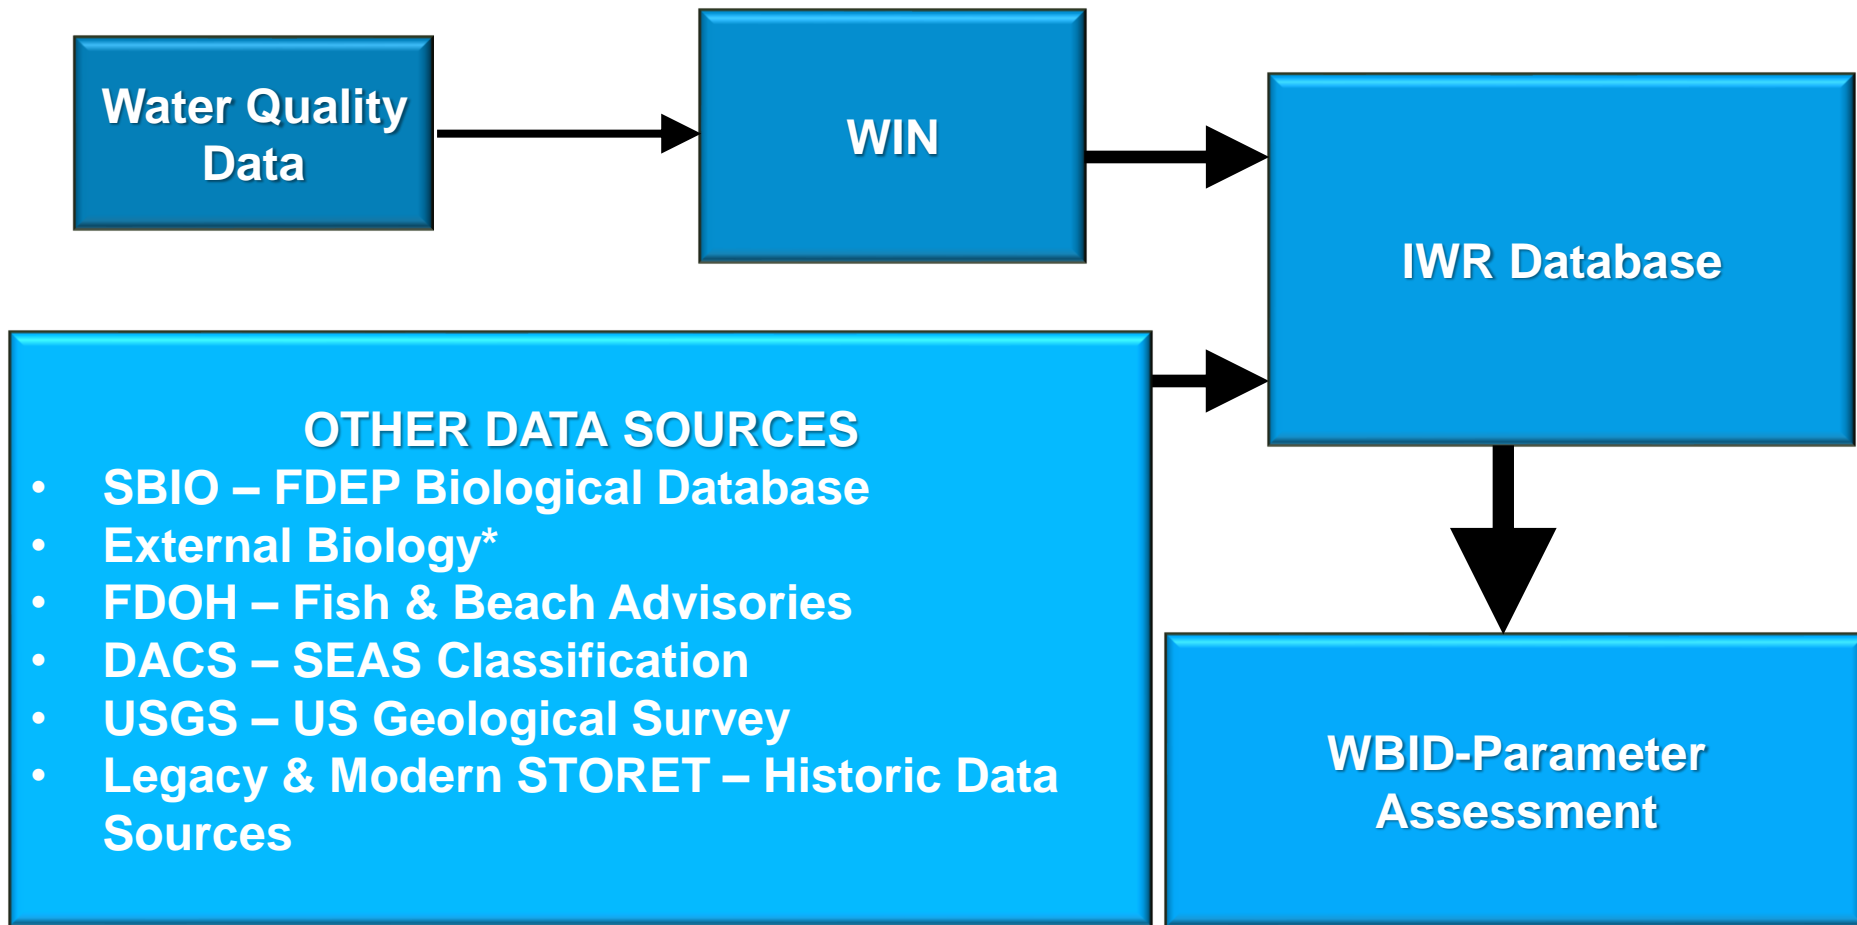 Water Quality
Data
WIN
IWR Database
OTHER DATA SOURCES
• SBIO – FDEP Biological Database
• External Biology*
• FDOH – Fish & Beach Advisories
• DACS – SEAS Classification
• USGS – US Geological Survey
• Legacy & Modern STORET – Historic Data
Sources
WBID-Parameter
Assessment